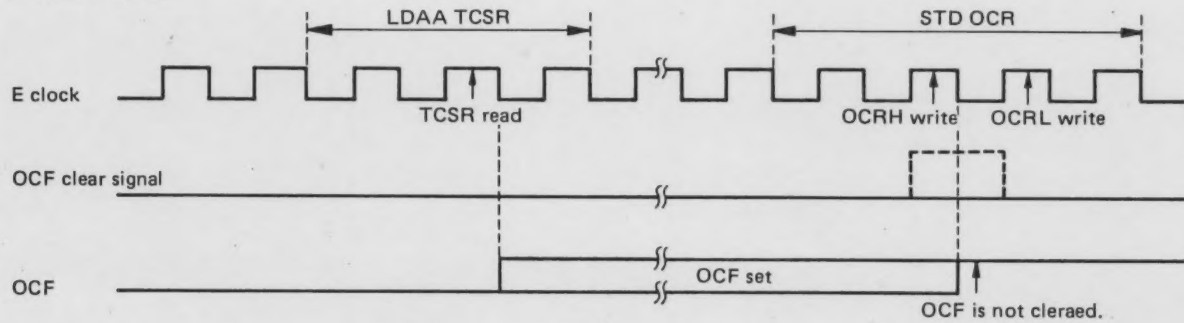 LDAA TCSR
STD OCR
E clock
TCSR read
OCRH write
OCRL write
OCF clear signal
OCF
OCF set
OCF is not cleraed.